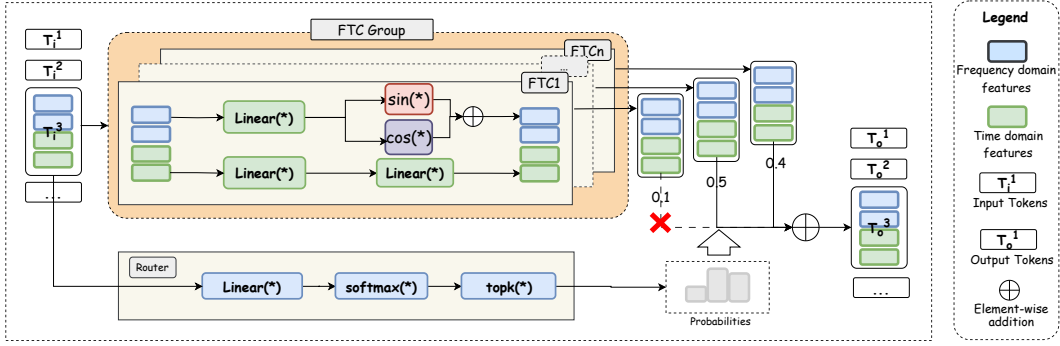 FTC Group
T_i^1
T_i^2
T_i^3
...
FTCn
...
FTC1
Linear(*)
sin(*)
cos(*)
Linear(*)
Linear(*)
0.1
0.5
0.4
T_o^1
T_o^2
T_o^3
...
Router
Linear(*)
softmax(*)
topk(*)
Probabilities
Legend
Frequency domain
features
Time domain
features
T_i^1
Input Tokens
T_o^1
Output Tokens
Element-wise
addition